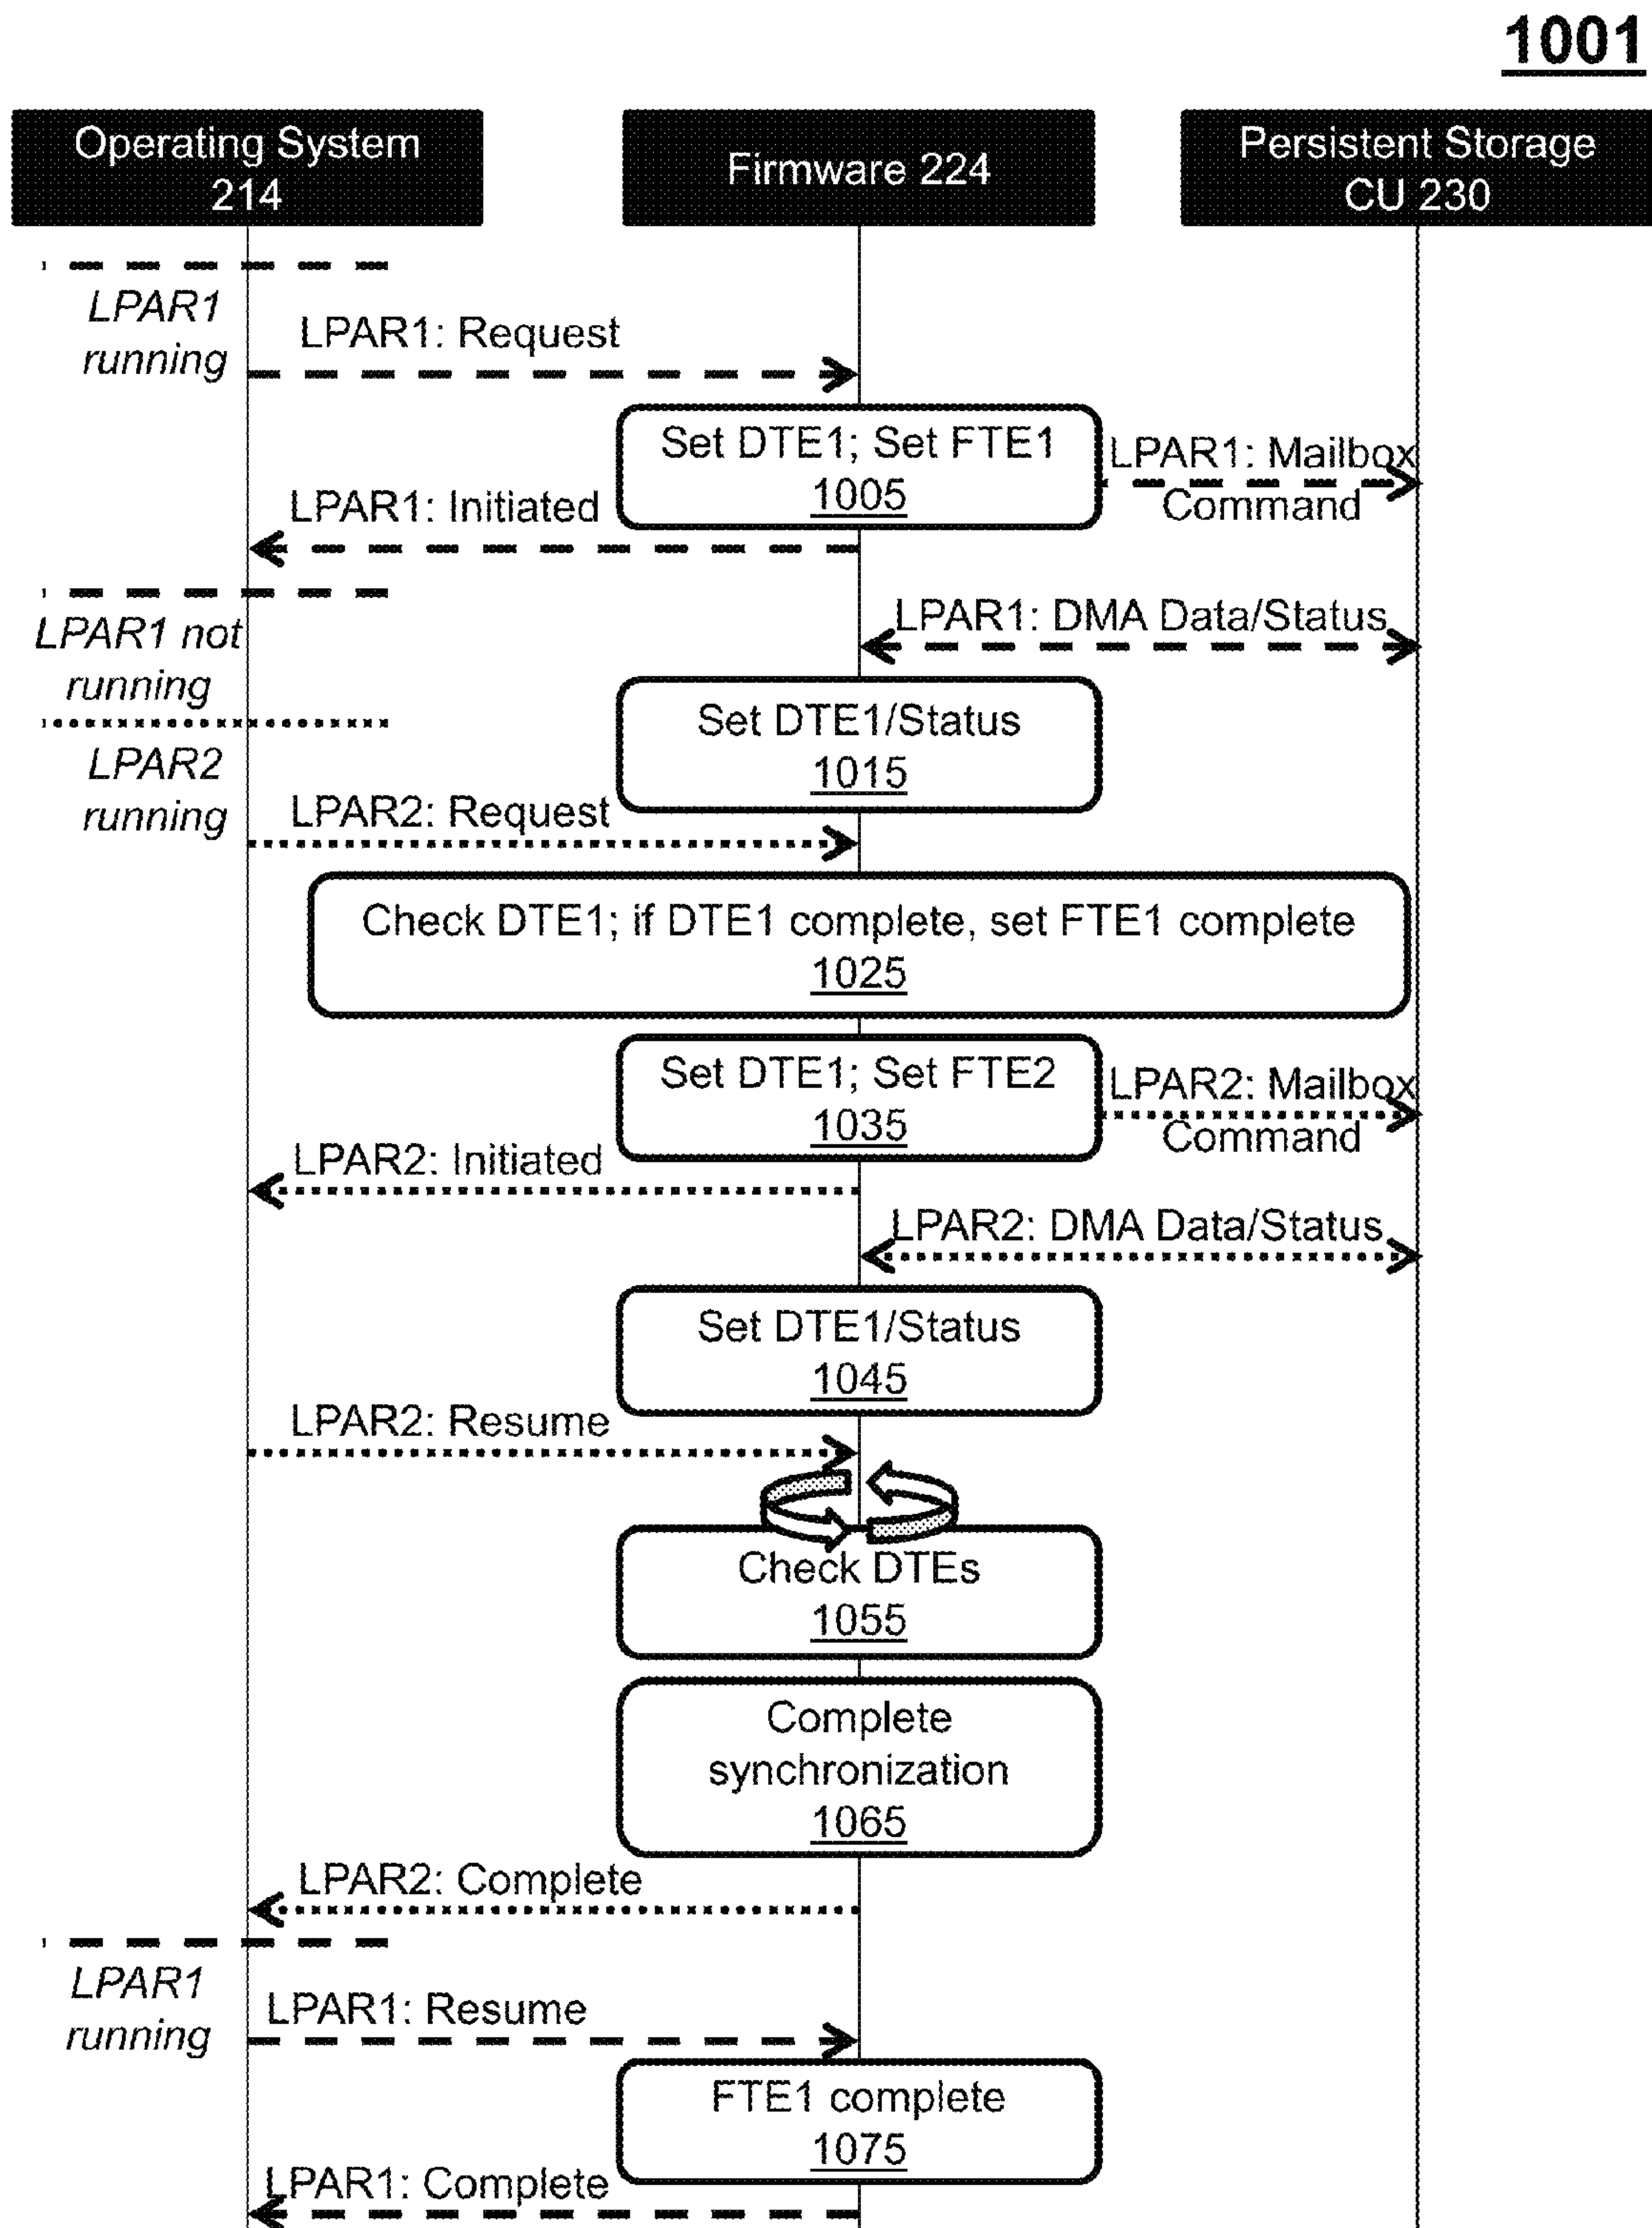 1001
Operating System
214
Firmware 224
Persistent Storage
CU 230
LPAR1
running
LPAR1: Request
Set DTE1; Set FTE1
1005
LPAR1: Mailbox
Command
LPAR1: Initiated
LPAR1 not
running
LPAR1: DMA Data/Status
Set DTE1/Status
1015
LPAR2
running
LPAR2: Request
Check DTE1; if DTE1 complete, set FTE1 complete
1025
Set DTE1; Set FTE2
1035
LPAR2: Mailbox
Command
LPAR2: Initiated
LPAR2: DMA Data/Status
Set DTE1/Status
1045
LPAR2: Resume
Check DTEs
1055
Complete
synchronization
1065
LPAR2: Complete
LPAR1
running
LPAR1: Resume
FTE1 complete
1075
LPAR1: Complete